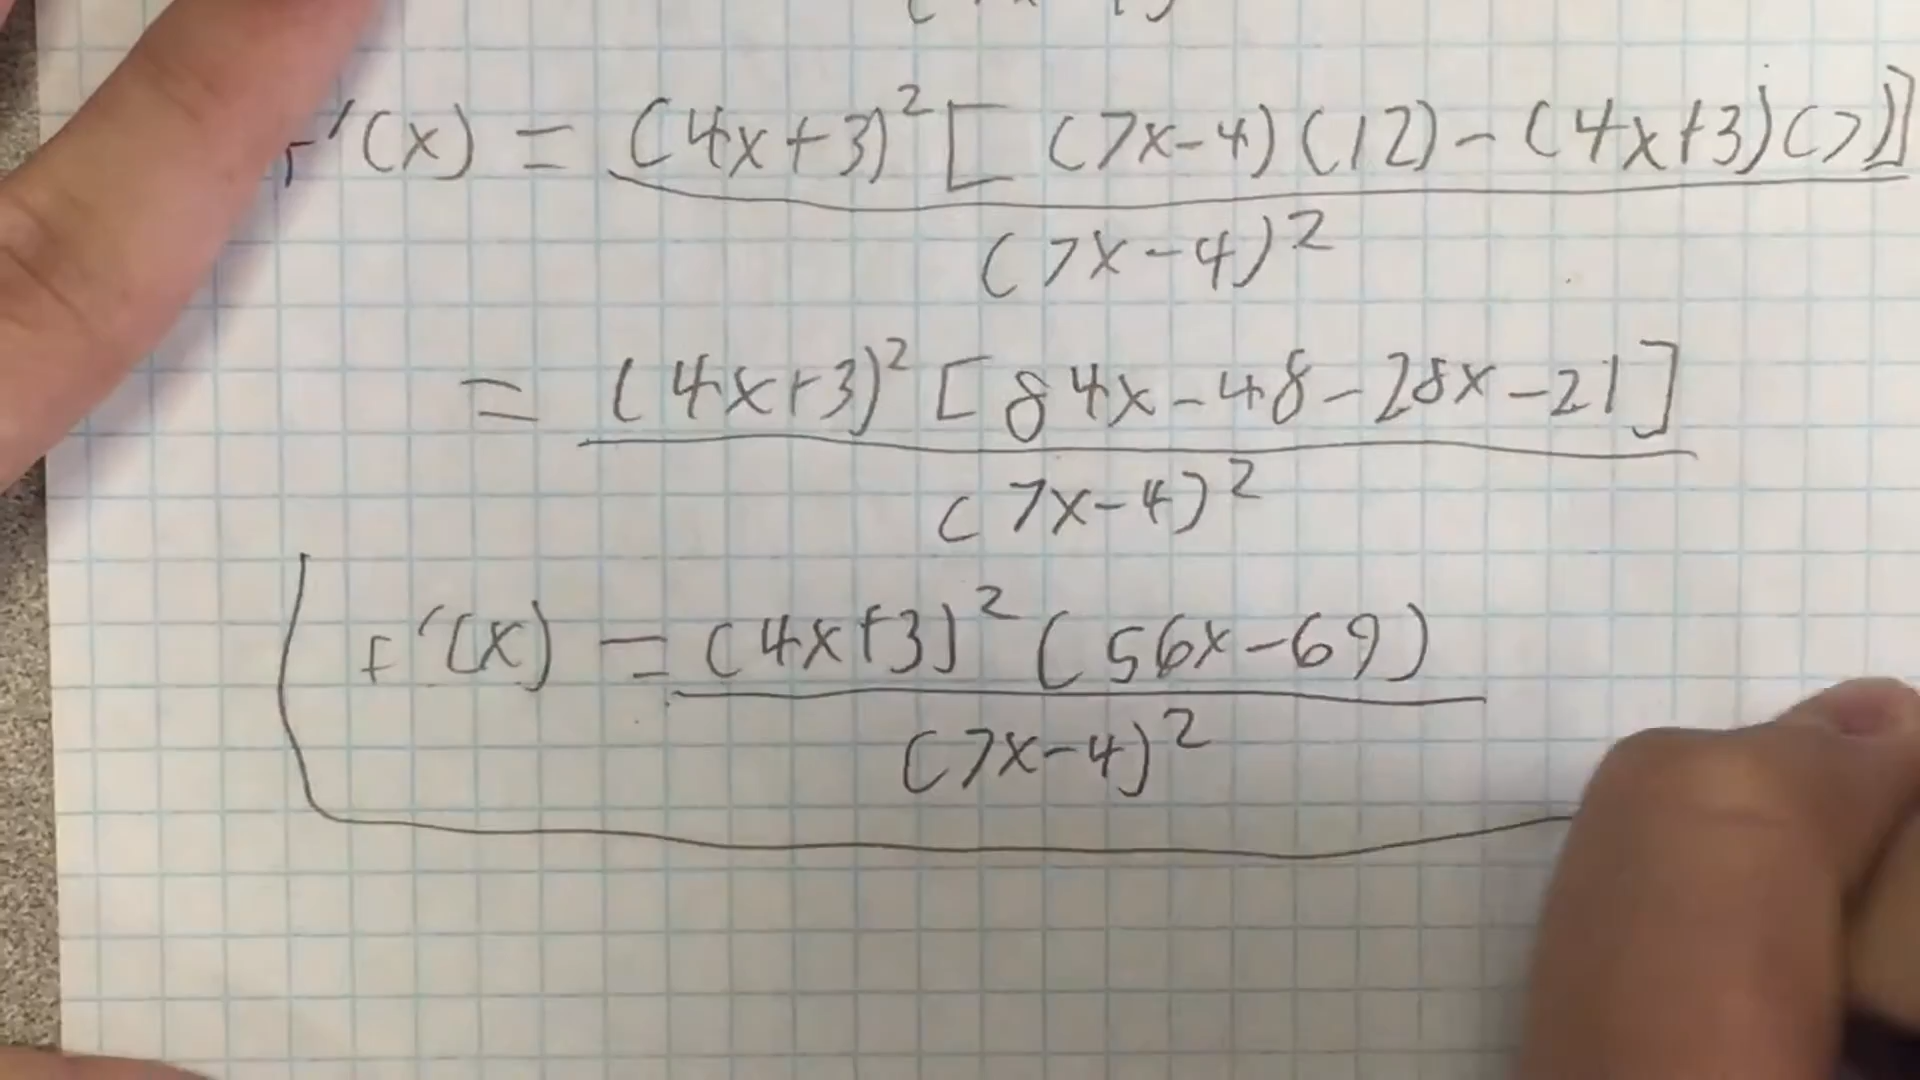 f'(x) = (4x+3)² [ (7x-4)(12) - (4x+3)(7)]
(7x-4)²
= (4x+3)² [84x-48-28x-21]
(7x-4)²
f'(x) = (4x+3)² (56x-69)
(7x-4)²